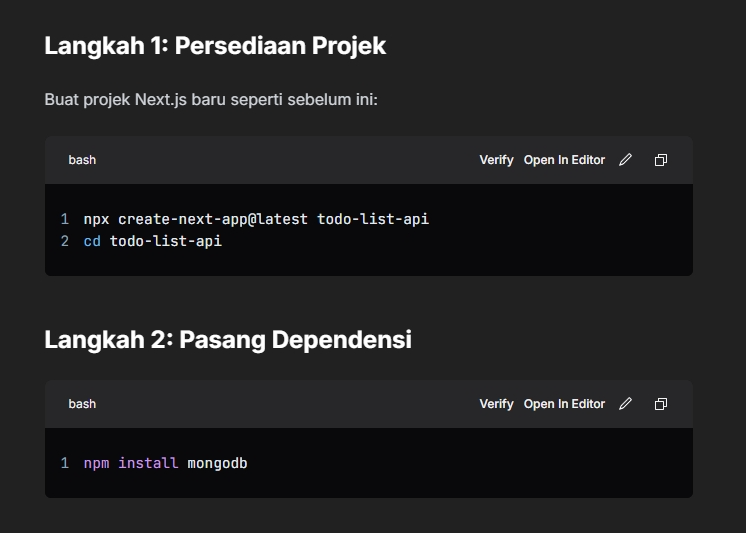 Langkah 1: Persediaan Projek
Buat projek Next.js baru seperti sebelum ini:
bash Verify Open In Editor
1 npx create-next-app@latest todo-list-api
2 cd todo-list-api
Langkah 2: Pasang Dependensi
bash Verify Open In Editor
1 npm install mongodb